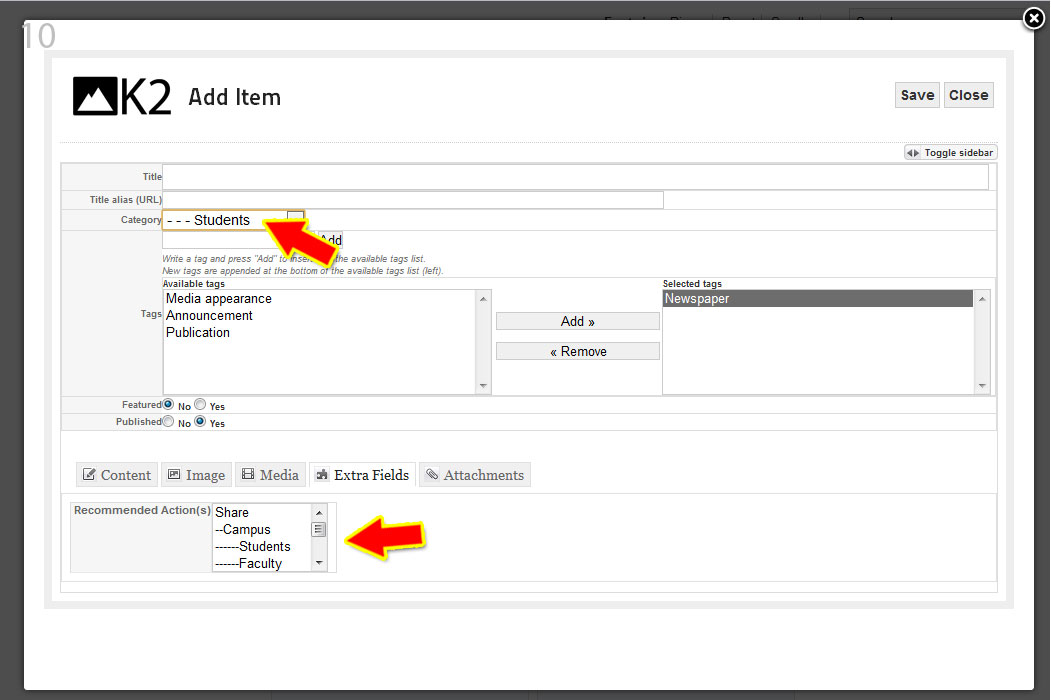 10
K2 Add Item
Save Close
Toggle sidebar
Title
Title alias (URL)
Category - - - Students
Add
Write a tag and press "Add" to the available tags list.
New tags are appended at the bottom of the available tags list (left).
Available tags
Selected tags
Tags
Media appearance
Announcement
Publication
Add »
« Remove
Newspaper
Featured No Yes
Published No Yes
Content Image Media Extra Fields Attachments
Recommended Action(s)
Share
--Campus
------Students
------Faculty